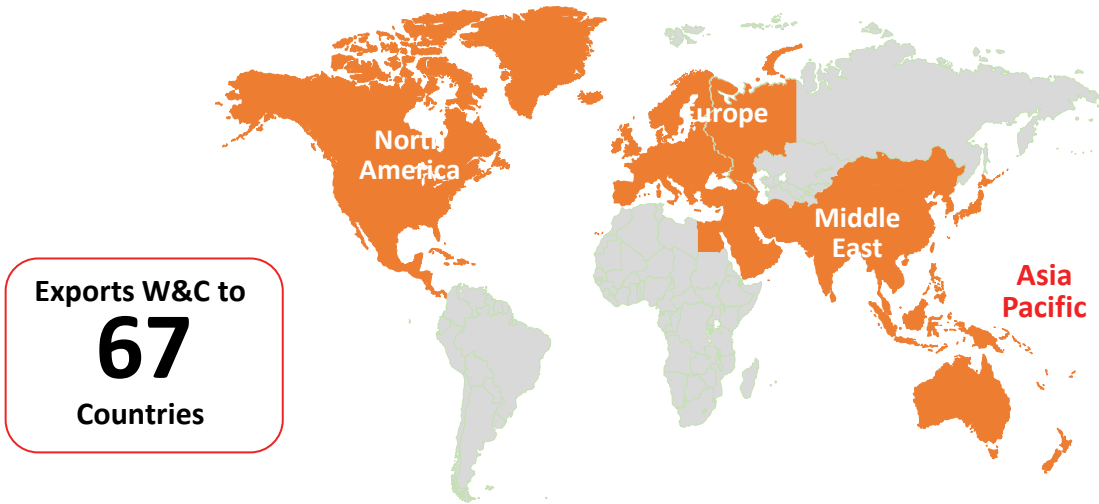 North
America
Europe
Middle
East
Asia
Pacific
Exports W&C to
67
Countries